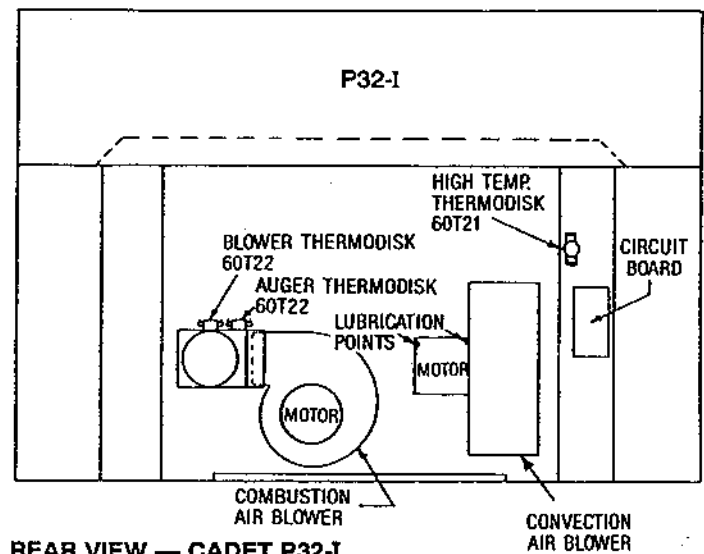 P32-I
HIGH TEMP.
THERMODISK
60T21
BLOWER THERMODISK
60T22
CIRCUIT
BOARD
AUGER THERMODISK
60T22
LUBRICATION
POINTS
MOTOR
MOTOR
COMBUSTION
AIR BLOWER
CONVECTION
AIR BLOWER
REAR VIEW — CADET P32-I